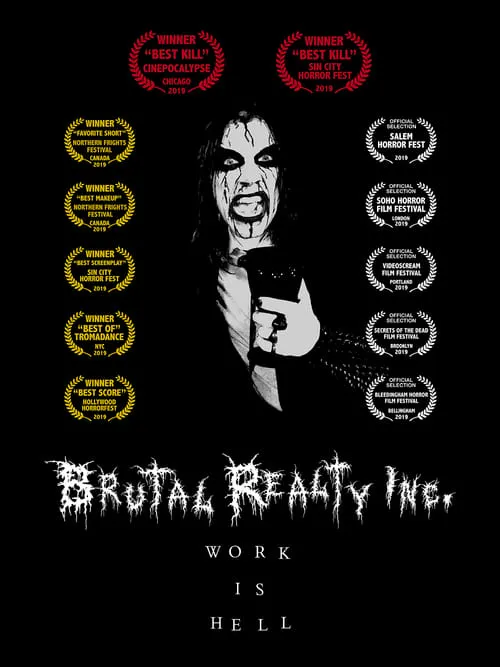 WINNER
"BEST KILL"
CINEPOCALYPSE
CHICAGO
2019
WINNER
"BEST KILL"
SIN CITY
HORROR FEST
2019
WINNER
"FAVORITE SHORT"
NORTHERN FRIGHTS
FESTIVAL
CANADA
2019
WINNER
"BEST MAKEUP"
NORTHERN FRIGHTS
FESTIVAL
CANADA
2019
WINNER
"BEST SCREENPLAY"
SIN CITY
HORROR FEST
2019
WINNER
"BEST OF"
TROMADANCE
NYC
2019
WINNER
"BEST SCORE"
HOLLYWOOD
HORRORFEST
2019
OFFICIAL
SELECTION
SALEM
HORROR FEST
2019
OFFICIAL
SELECTION
SOHO HORROR
FILM FESTIVAL
LONDON
2019
OFFICIAL
SELECTION
VIDEOSCREAM
FILM FESTIVAL
PORTLAND
2019
OFFICIAL
SELECTION
SECRETS OF THE DEAD
FILM FESTIVAL
BROOKLYN
2019
OFFICIAL
SELECTION
BLEEDINGHAM HORROR
FILM FESTIVAL
BELLINGHAM
2019
BRUTAL REALTY INC.
WORK
IS
HELL